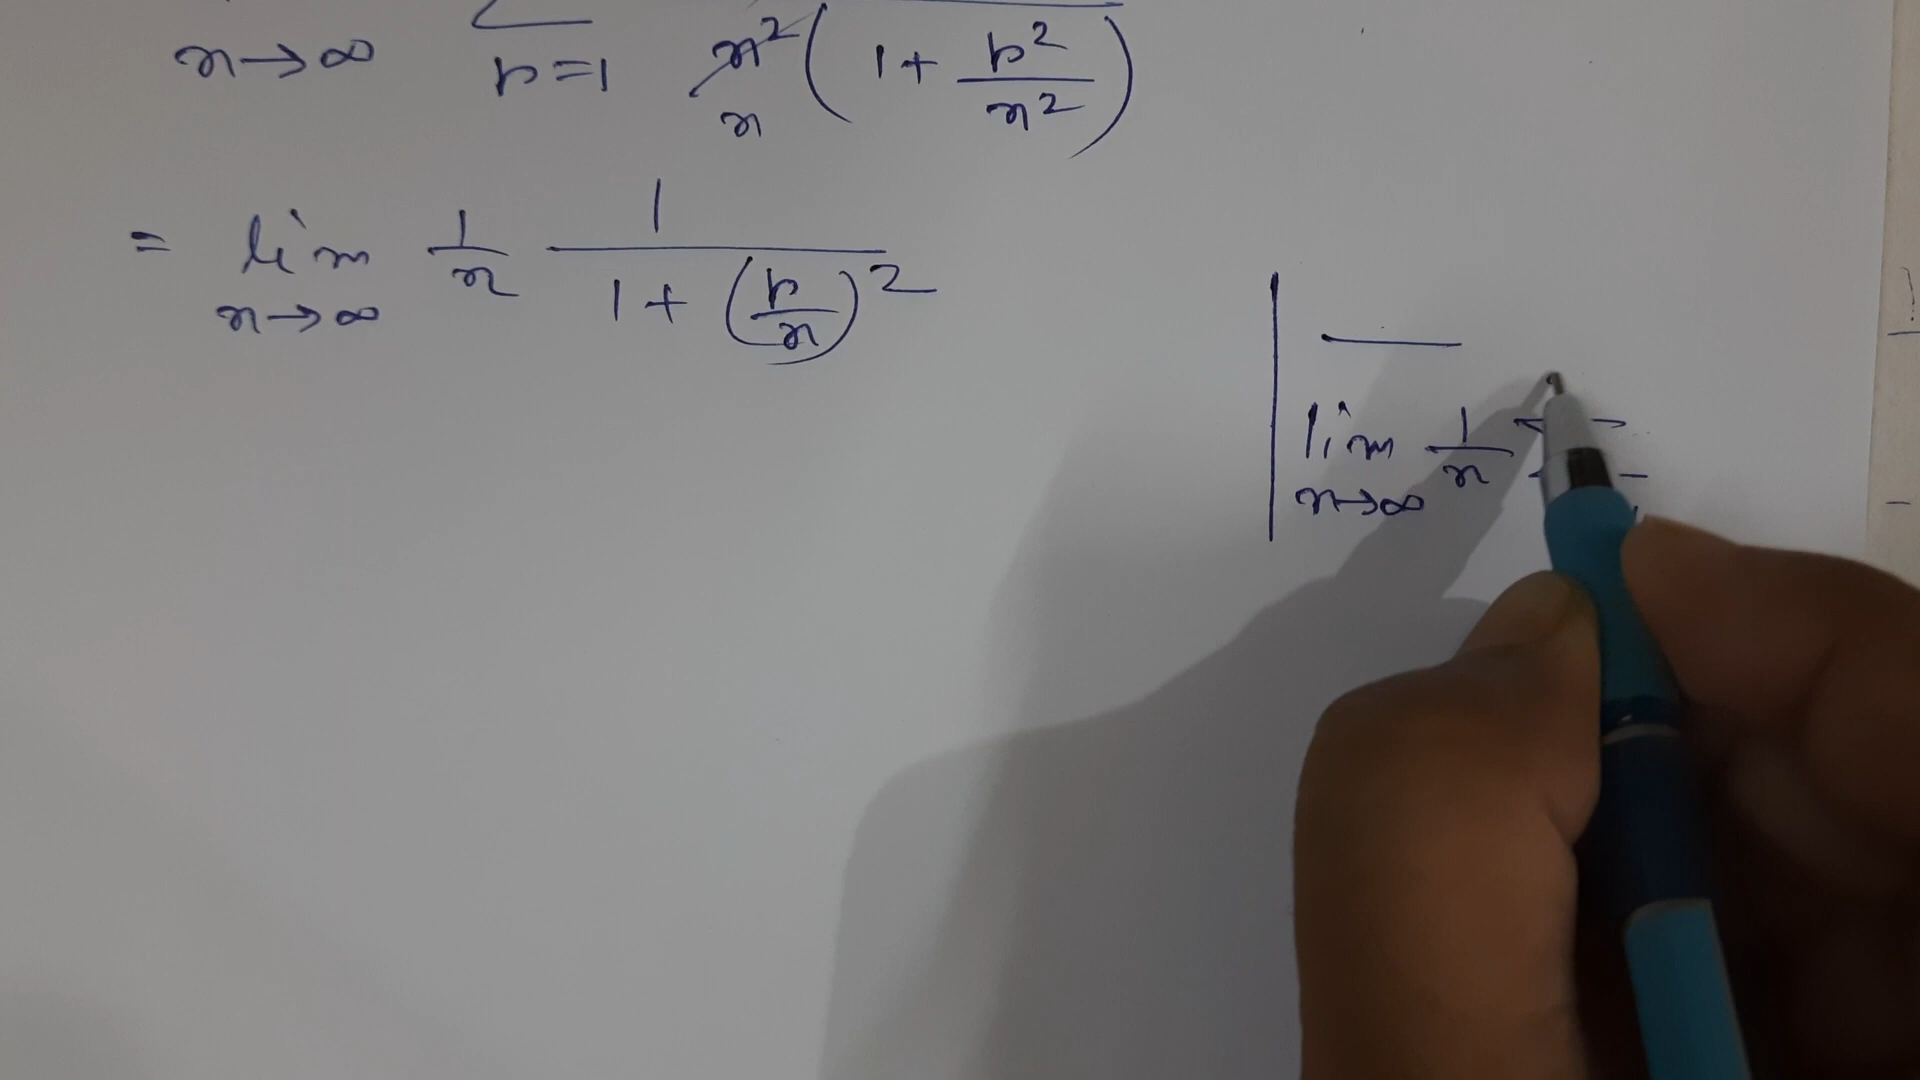 n→∞ Σ r=1 n² n (1 + r²/n²)
= lim n→∞ 1/n 1/(1 + (r/n)²)
lim n→∞ 1/n Σ